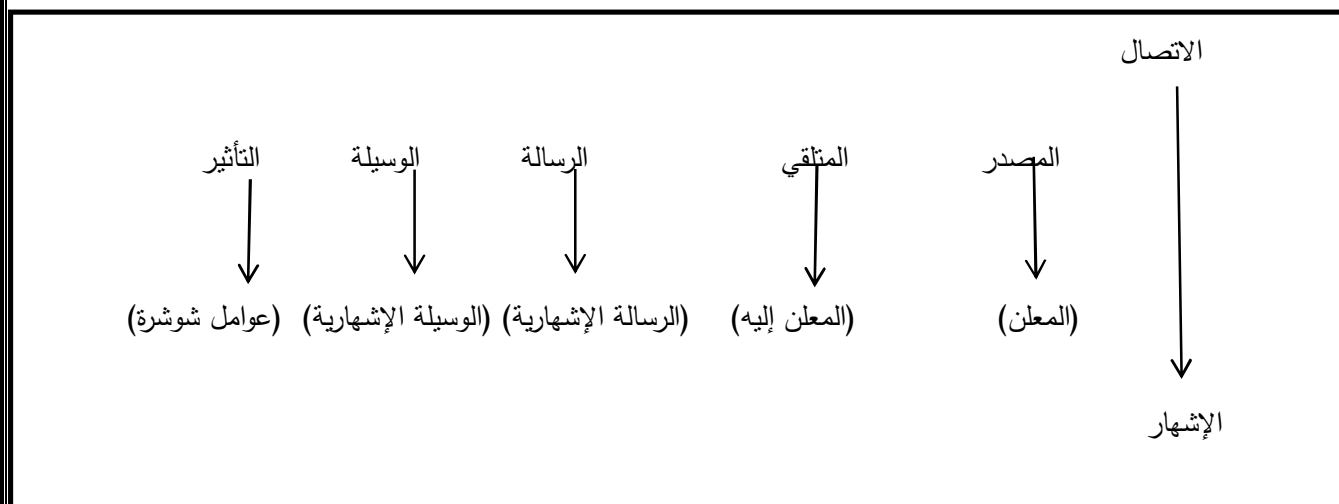 الاتصال
المصدر المتلقي الرسالة الوسيلة التأثير
(المعلن) (المعلن إليه) (الرسالة الإشهارية) (الوسيلة الإشهارية) (عوامل شوشرة)
الإشهار